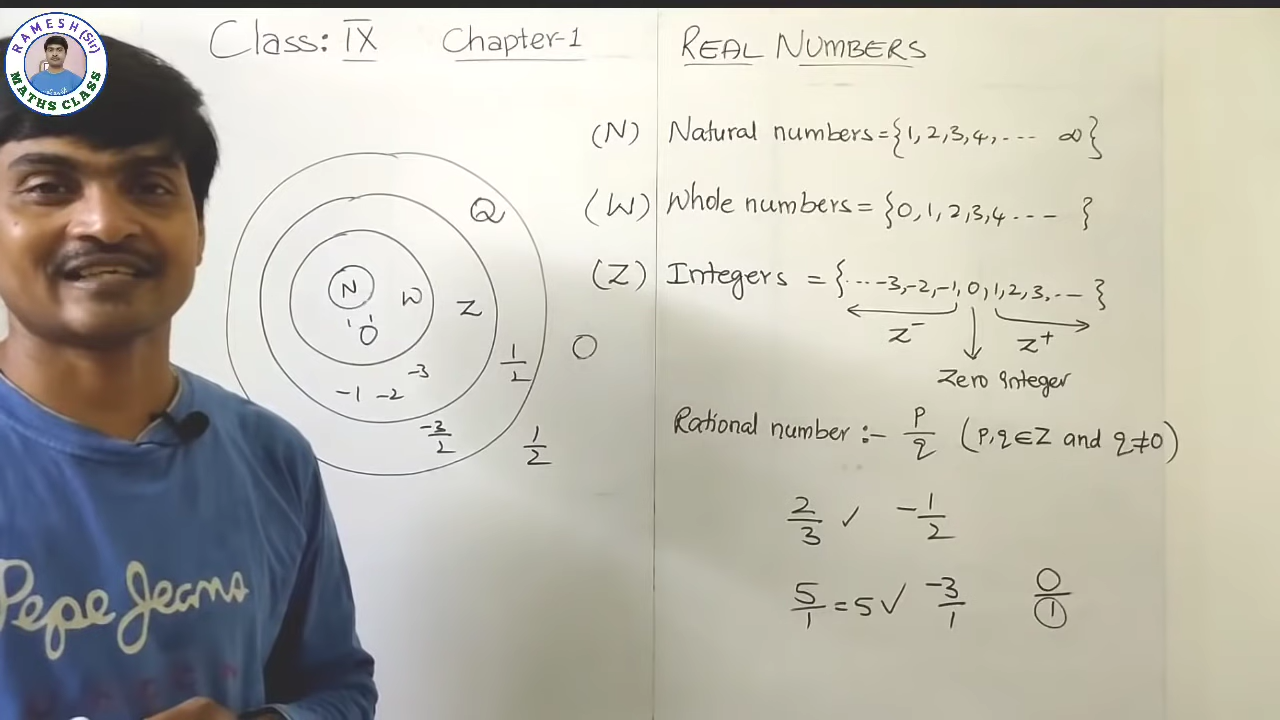 RAMESH (Sir)
MATHS CLASS
Class: IX Chapter-1 REAL NUMBERS
(N) Natural numbers = {1, 2, 3, 4, ---- ∞}
(W) Whole numbers = {0, 1, 2, 3, 4 --- }
(Z) Integers = {--- -3, -2, -1, 0, 1, 2, 3, --- }
Z⁻ Z⁺
Zero integer
Rational number :- P/q (P, q ∈ Z and q ≠ 0)
2/3 ✓ -1/2
5/1 = 5 ✓ -3/1 0/1
Q
N W Z
0
-1 -2 -3
1/2
-3/2
1/2
0
Pepe Jeans